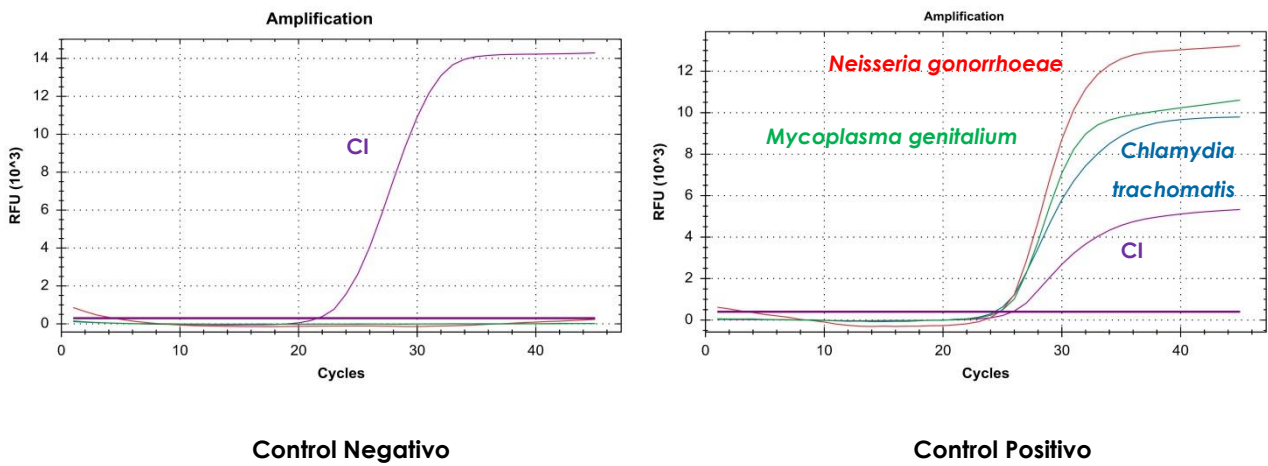 Amplification
14
12
10
8
6
4
2
0
RFU (10^3)
CI
0
10
20
30
40
Cycles
Control Negativo
Amplification
12
10
8
6
4
2
0
RFU (10^3)
Neisseria gonorrhoeae
Mycoplasma genitalium
Chlamydia
trachomatis
CI
0
10
20
30
40
Cycles
Control Positivo